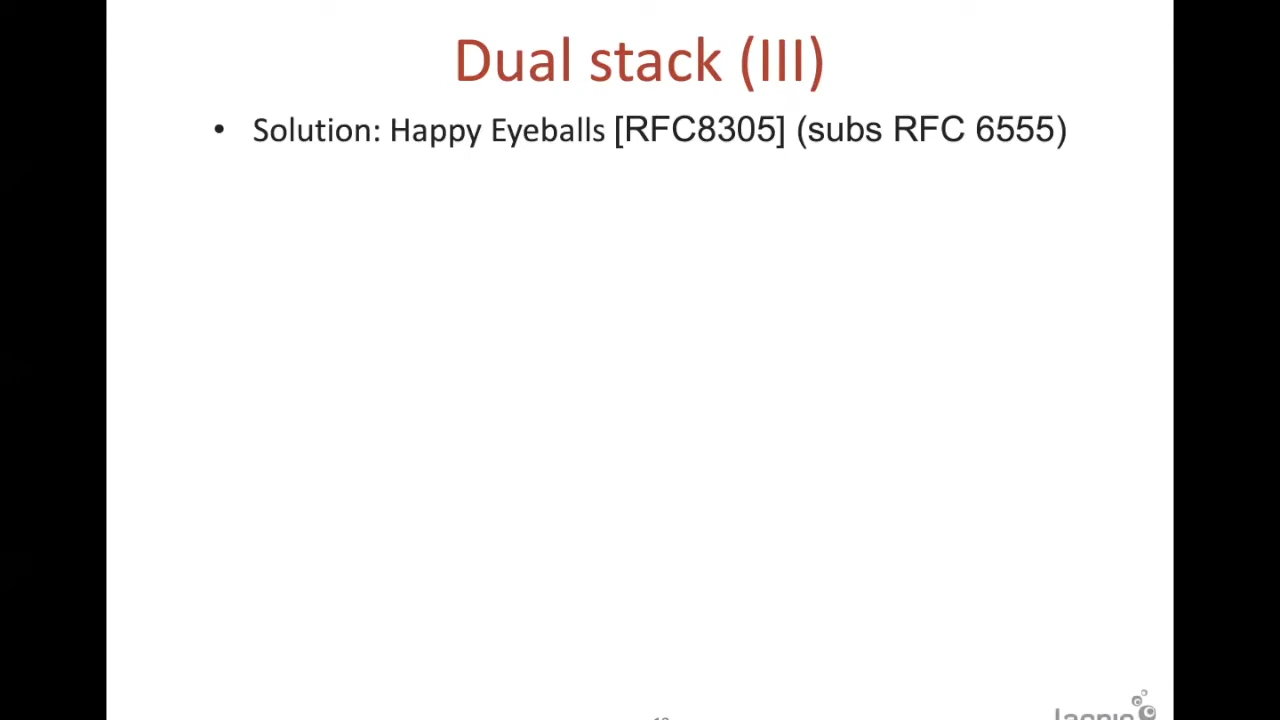 Dual stack (III)
• Solution: Happy Eyeballs [RFC8305] (subs RFC 6555)